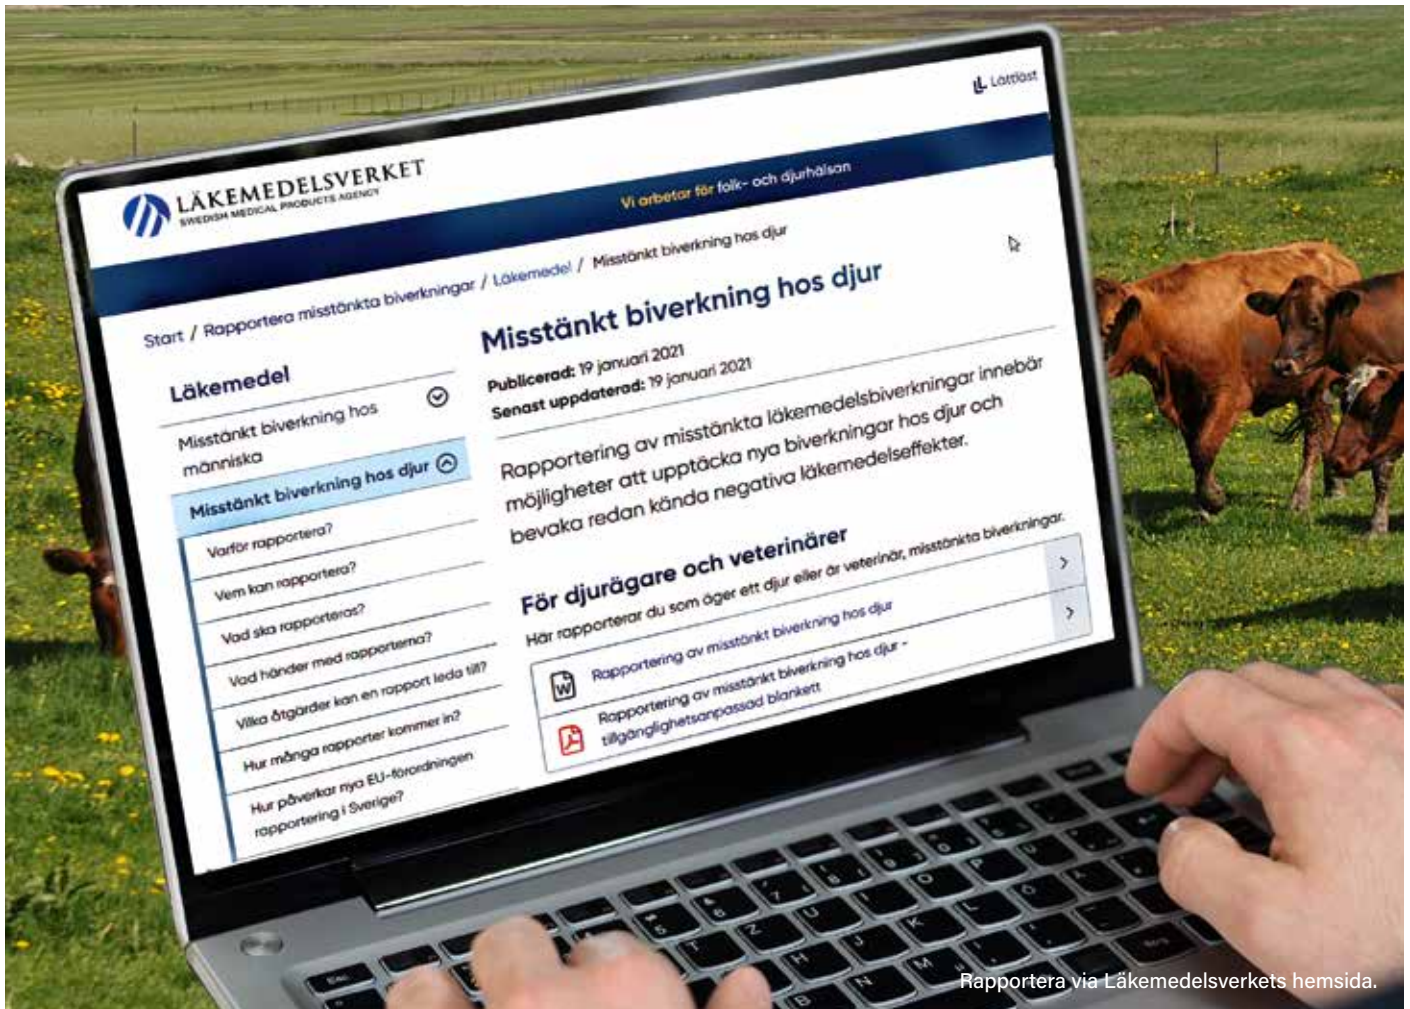 Lättläst
LÄKEMEDELSVERKET
SWEDISH MEDICAL PRODUCTS AGENCY
Vi arbetar för folk- och djurhälsan
Start / Rapportera misstänkta biverkningar / Läkemedel / Misstänkt biverkning hos djur
Läkemedel
Misstänkt biverkning hos
människa
Misstänkt biverkning hos djur
Varför rapportera?
Vem kan rapportera?
Vad ska rapporteras?
Vad händer med rapporterna?
Vilka åtgärder kan en rapport leda till?
Hur många rapporter kommer in?
Hur påverkar nya EU-förordningen
rapportering i Sverige?
Misstänkt biverkning hos djur
Publicerad: 19 januari 2021
Senast uppdaterad: 19 januari 2021
Rapportering av misstänkta läkemedelsbiverkningar innebär
möjligheter att upptäcka nya biverkningar hos djur och
bevaka redan kända negativa läkemedelseffekter.
För djurägare och veterinärer
Här rapporterar du som äger ett djur eller är veterinär, misstänkta biverkningar.
W
Rapportering av misstänkt biverkning hos djur
Rapportering av misstänkt biverkning hos djur -
tillgänglighetsanpassad blankett
Rapportera via Läkemedelsverkets hemsida.